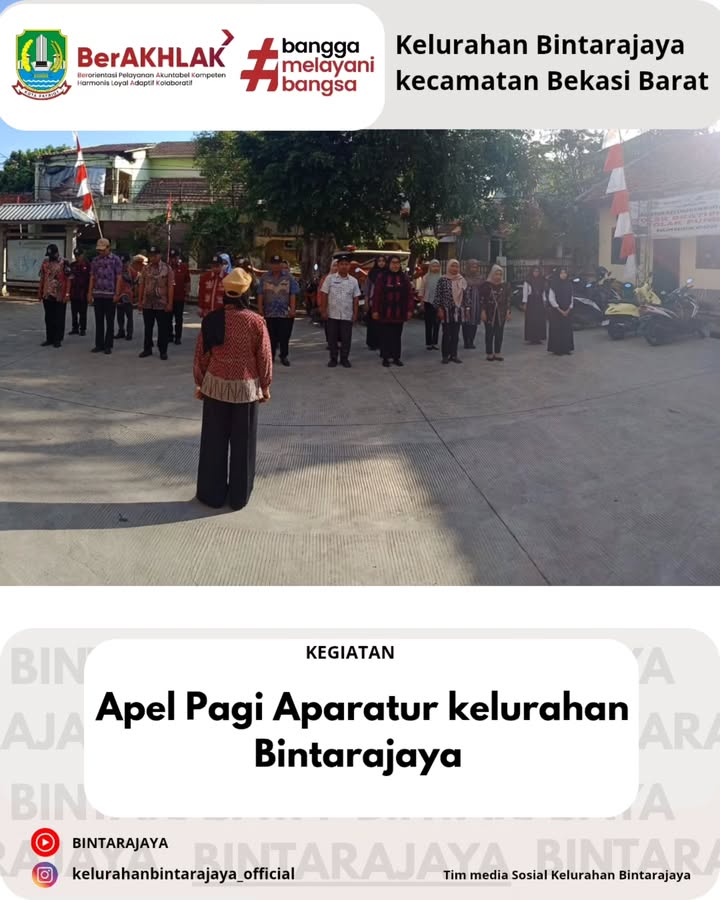 BerAKHLAK
Berorientasi Pelayanan Akuntabel Kompeten
Harmonis Loyal Adaptif Kolaboratif
#bangga
melayani
bangsa
Kelurahan Bintarajaya
kecamatan Bekasi Barat
KEGIATAN
Apel Pagi Aparatur kelurahan
Bintarajaya
BINTARAJAYA
BINTARAJAYA
kelurahanbintarajaya_official
Tim media Sosial Kelurahan Bintarajaya